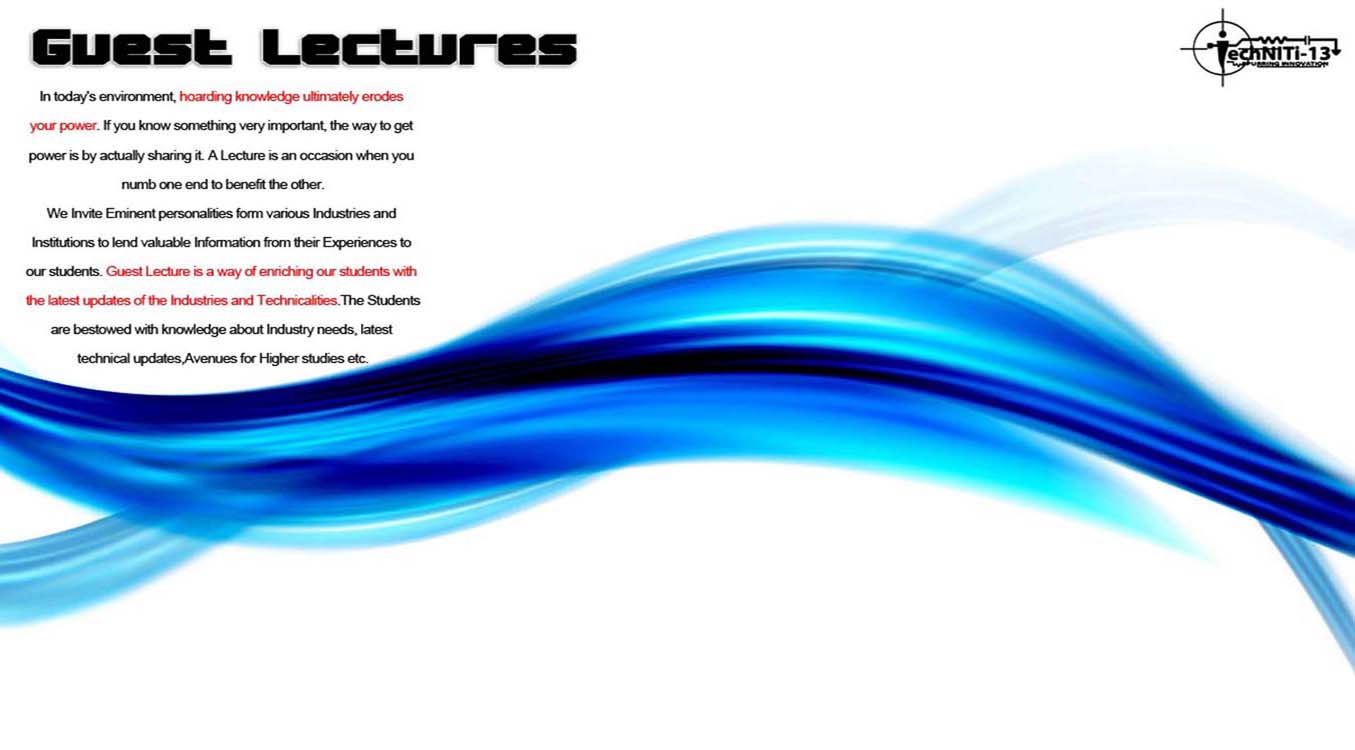 Guest Lectures
TechNITi-13
In today's environment, hoarding knowledge ultimately erodes
your power. If you know something very important, the way to get
power is by actually sharing it. A Lecture is an occasion when you
numb one end to benefit the other.
We Invite Eminent personalities form various Industries and
Institutions to lend valuable Information from their Experiences to
our students. Guest Lecture is a way of enriching our students with
the latest updates of the Industries and Technicalities.The Students
are bestowed with knowledge about Industry needs, latest
technical updates,Avenues for Higher studies etc.